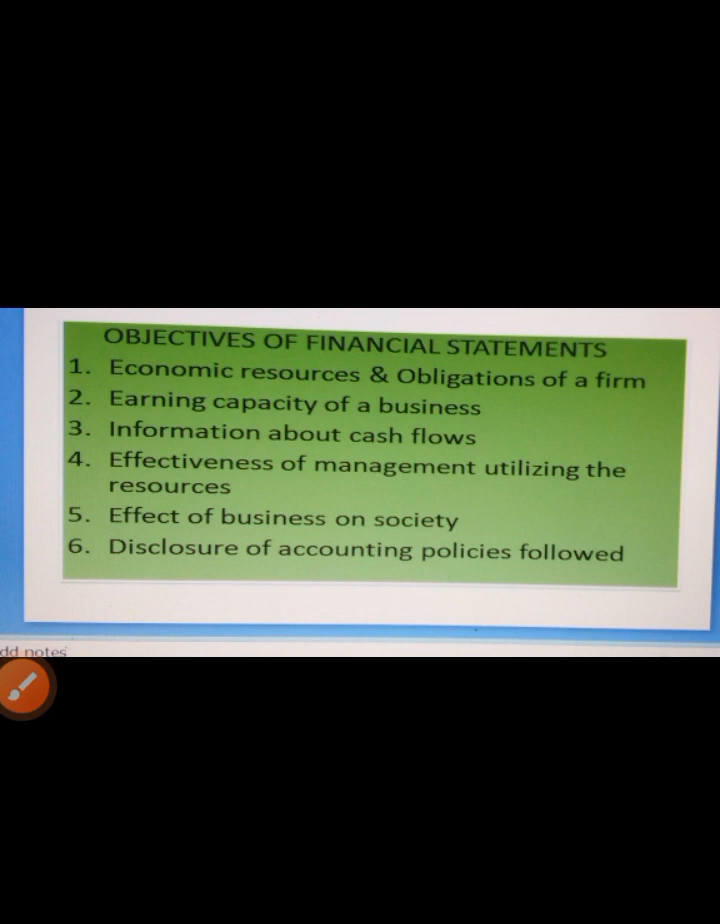 OBJECTIVES OF FINANCIAL STATEMENTS
1. Economic resources & Obligations of a firm
2. Earning capacity of a business
3. Information about cash flows
4. Effectiveness of management utilizing the
resources
5. Effect of business on society
6. Disclosure of accounting policies followed
dd notes